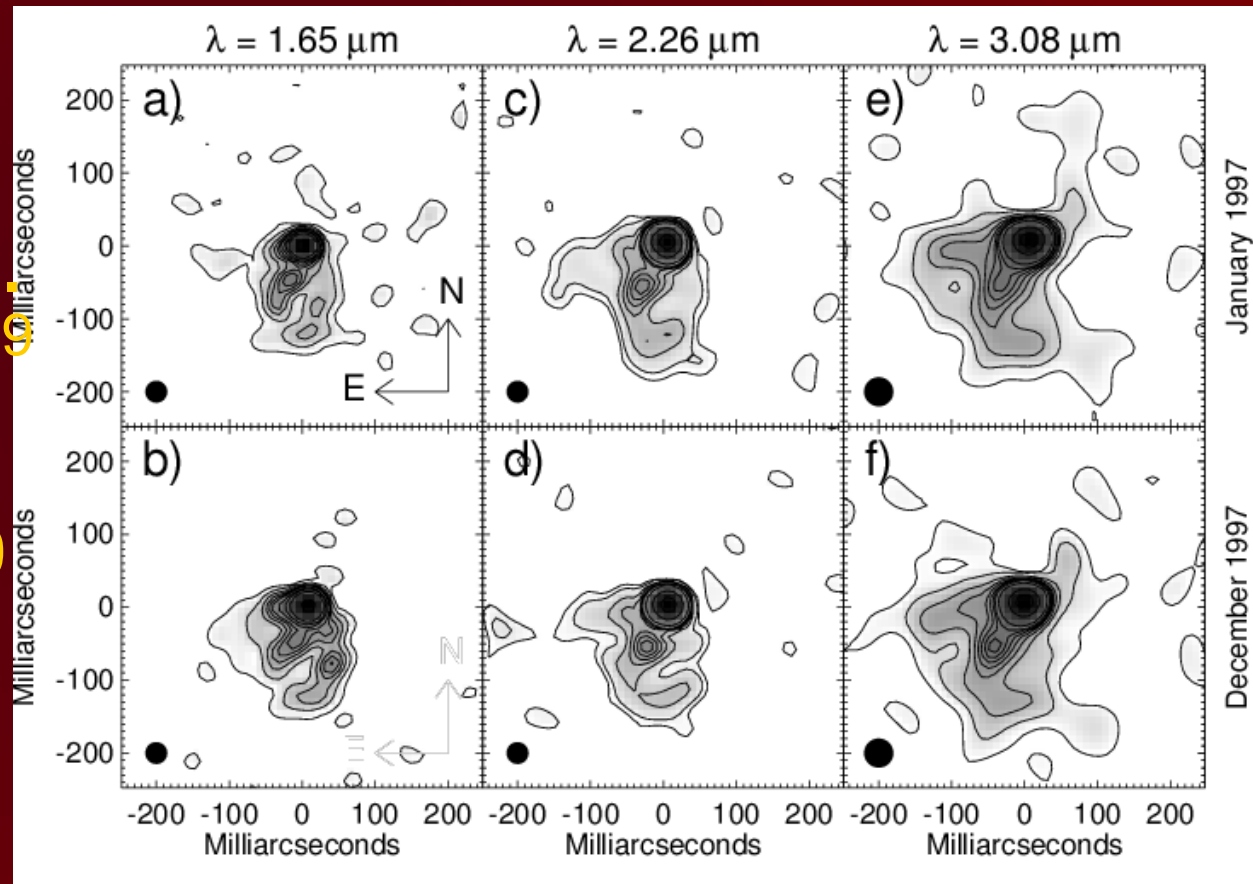 λ = 1.65 μm
λ = 2.26 μm
λ = 3.08 μm
a)
c)
e)
200
100
0
-100
-200
Milliarcseconds
N
E
January 1997
9
b)
d)
f)
200
100
0
-100
-200
Milliarcseconds
N
E
December 1997
-200 -100 0 100 200
-200 -100 0 100 200
-200 -100 0 100 200
Milliarcseconds
Milliarcseconds
Milliarcseconds